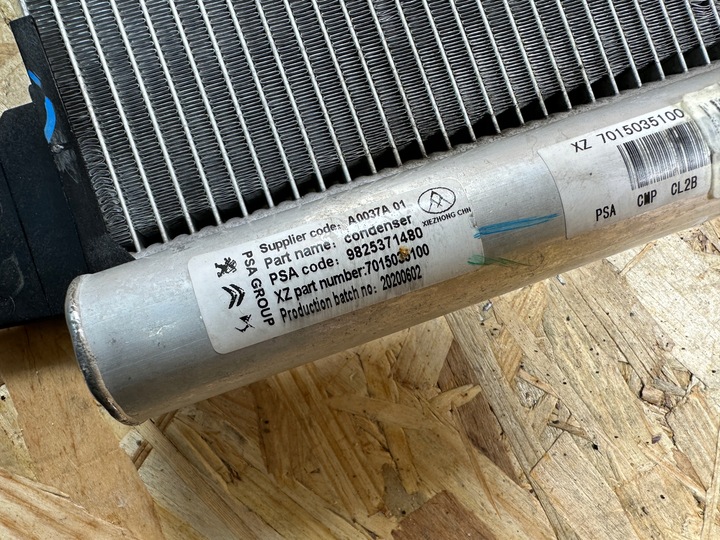 Supplier code: A0037A 01
Part name: condenser
PSA code: 9825371480
XZ part number:7015035100
Production batch no: 20200602
PSA GROUP
XIEZHONG CHN
XZ 7015035100
PSA CMP CL2B